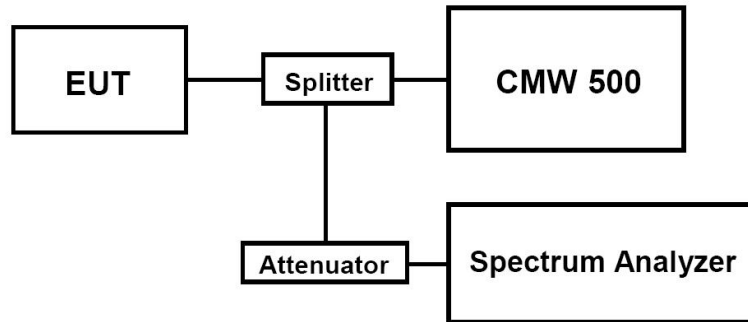 EUT
Splitter
CMW 500
Attenuator
Spectrum Analyzer